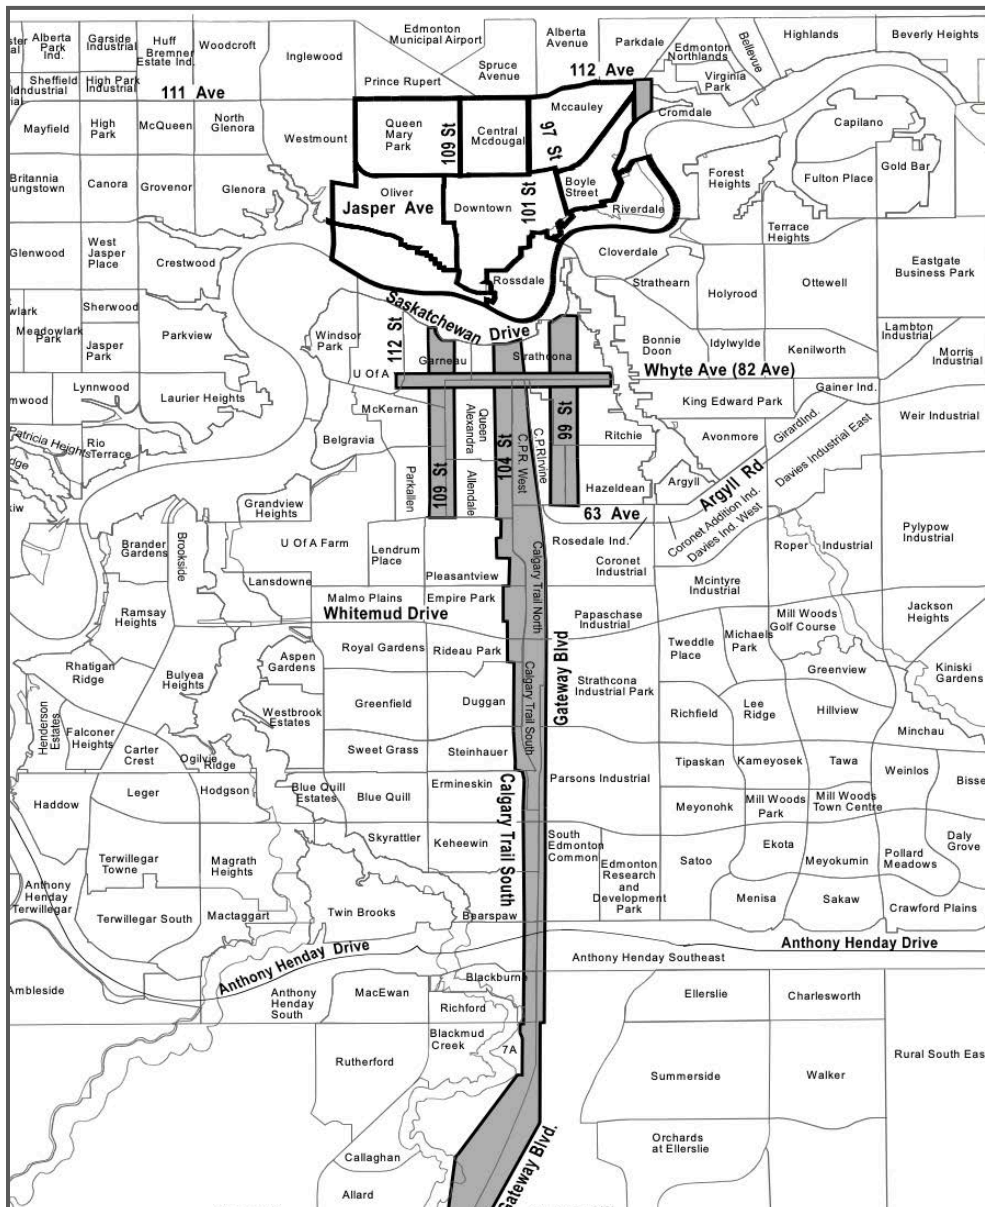 Alberta
Park
Ind.
Garside
Industrial
Huff
Bremner
Estate Ind.
Woodcroft
Inglewood
Edmonton
Municipal Airport
Alberta
Avenue
Parkdale
Edmonton
Northlands
Bellevue
Highlands
Beverly Heights
Sheffield
Industrial
High Park
Industrial
111 Ave
Prince Rupert
Spruce
Avenue
112 Ave
Virginia
Park
Cromdale
Mayfield
High
Park
McQueen
North
Glenora
Westmount
Queen
Mary
Park
109 St
Central
Mcdougal
Mccauley
97 St
Capilano
Britannia
oungstown
Canora
Grovenor
Glenora
Oliver
Jasper Ave
Downtown
101 St
Boyle
Street
Riverdale
Forest
Heights
Fulton Place
Gold Bar
Terrace
Heights
Glenwood
West
Jasper
Place
Crestwood
Rossdale
Cloverdale
Strathearn
Holyrood
Ottewell
Eastgate
Business Park
wlark
Sherwood
Meadowlark
Park
Jasper
Park
Parkview
Windsor
Park
112 St
Saskatchewan Drive
Garneau
Strathcona
Bonnie
Doon
Idylwylde
Kenilworth
Lambton
Industrial
Morris
Industrial
U Of A
Whyte Ave (82 Ave)
Gainer Ind.
mwood
Lynnwood
Laurier Heights
McKernan
Queen
Alexandra
104 St
C.P.R. West
C.P.R Irvine
99 St
King Edward Park
Girard Ind.
Weir Industrial
Patricia Heights
Rio
Terrace
dge
kiw
Belgravia
Parkallen
109 St
Allendale
Ritchie
Avonmore
Hazeldean
Argyll
Argyll Rd.
Davies Industrial East
Grandview
Heights
63 Ave
Rosedale Ind.
Coronet Addition Ind.
Davies Ind. West
Brander
Gardens
Brookside
U Of A Farm
Lendrum
Place
Coronet
Industrial
Roper Industrial
Pylypow
Industrial
Lansdowne
Pleasantview
Calgary Trail North
Mcintyre
Industrial
Ramsay
Heights
Malmo Plains
Empire Park
Whitemud Drive
Papaschase
Industrial
Mill Woods
Golf Course
Jackson
Heights
Rhatigan
Ridge
Bulyea
Heights
Aspen
Gardens
Royal Gardens
Rideau Park
Tweddle
Place
Michaels
Park
Greenview
Kiniski
Gardens
Henderson
Estates
Falconer
Heights
Westbrook
Estates
Greenfield
Duggan
Calgary Trail South
Gateway Blvd
Strathcona
Industrial Park
Richfield
Lee
Ridge
Hillview
Minchau
Carter
Crest
Ogilvie
Ridge
Sweet Grass
Steinhauer
Tipaskan
Kameyosek
Tawa
Weinlos
Bisse
Haddow
Leger
Hodgson
Blue Quill
Estates
Blue Quill
Ermineskin
Calgary Trail South
Parsons Industrial
Meyonohk
Mill Woods
Park
Mill Woods
Town Centre
Skyrattler
Keheewin
South
Edmonton
Common
Edmonton
Research
and
Development
Park
Satoo
Ekota
Meyokumin
Pollard
Meadows
Daly
Grove
Terwillegar
Towne
Magrath
Heights
Anthony
Henday
Terwillegar
Terwillegar South
Mactaggart
Twin Brooks
Bearspaw
Menisa
Sakaw
Crawford Plains
Anthony Henday Drive
Anthony Henday Drive
Anthony Henday Southeast
Ambleside
Anthony
Henday
South
MacEwan
Blackburne
Richford
Ellerslie
Charlesworth
Rutherford
Blackmud
Creek
7A
Summerside
Walker
Rural South Eas
Callaghan
Allard
Gateway Blvd.
Orchards
at Ellerslie